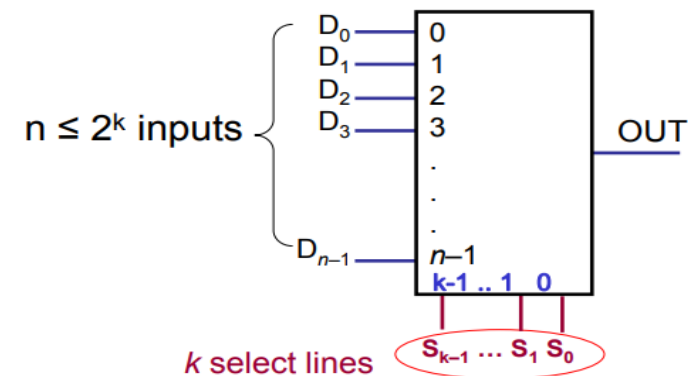 D₀ 0
D₁ 1
D₂ 2
D₃ 3
n ≤ 2ᵏ inputs
OUT
.
.
.
Dₙ₋₁ n–1
k-1 .. 1 0
k select lines Sₖ₋₁ ... S₁ S₀